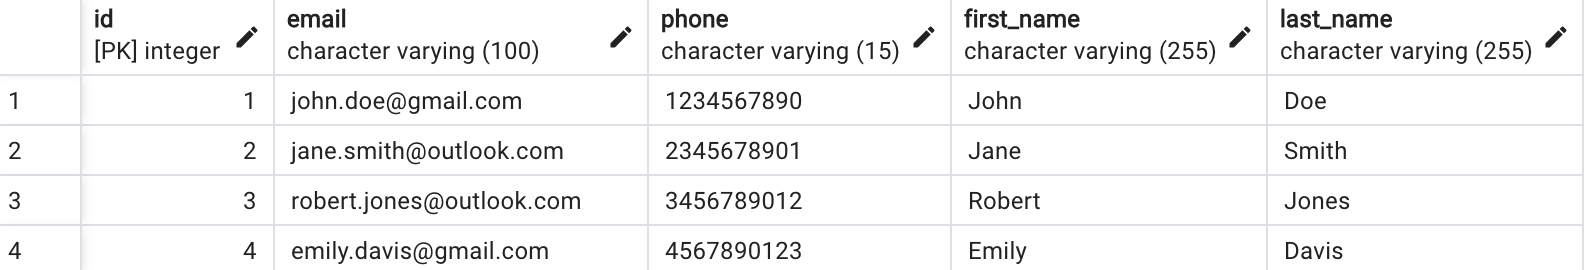 id email phone first_name last_name
[PK] integer character varying (100) character varying (15) character varying (255) character varying (255)
1 1 john.doe@gmail.com 1234567890 John Doe
2 2 jane.smith@outlook.com 2345678901 Jane Smith
3 3 robert.jones@outlook.com 3456789012 Robert Jones
4 4 emily.davis@gmail.com 4567890123 Emily Davis